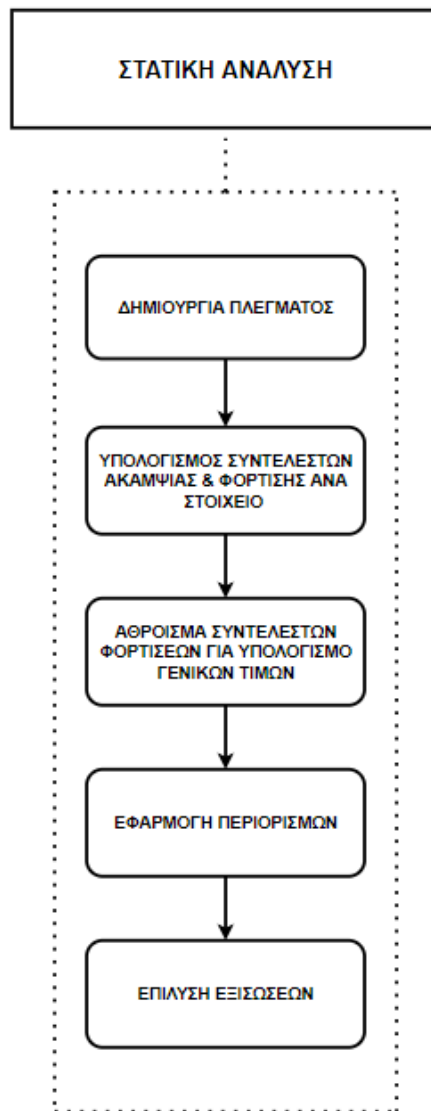 ΣΤΑΤΙΚΗ ΑΝΑΛΥΣΗ
ΔΗΜΙΟΥΡΓΙΑ ΠΛΕΓΜΑΤΟΣ
ΥΠΟΛΟΓΙΣΜΟΣ ΣΥΝΤΕΛΕΣΤΩΝ
ΑΚΑΜΨΙΑΣ & ΦΟΡΤΙΣΗΣ ΑΝΑ
ΣΤΟΙΧΕΙΟ
ΑΘΡΟΙΣΜΑ ΣΥΝΤΕΛΕΣΤΩΝ
ΦΟΡΤΙΣΕΩΝ ΓΙΑ ΥΠΟΛΟΓΙΣΜΟ
ΓΕΝΙΚΩΝ ΤΙΜΩΝ
ΕΦΑΡΜΟΓΗ ΠΕΡΙΟΡΙΣΜΩΝ
ΕΠΙΛΥΣΗ ΕΞΙΣΩΣΕΩΝ